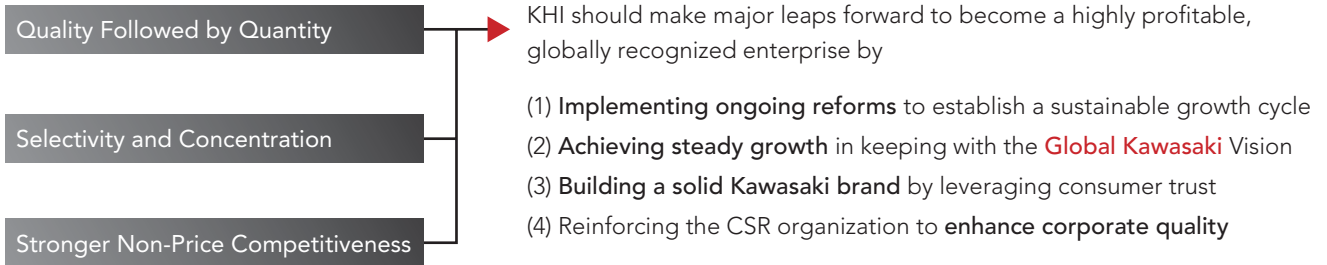 Quality Followed by Quantity
Selectivity and Concentration
Stronger Non-Price Competitiveness
KHI should make major leaps forward to become a highly profitable,
globally recognized enterprise by
(1) Implementing ongoing reforms to establish a sustainable growth cycle
(2) Achieving steady growth in keeping with the Global Kawasaki Vision
(3) Building a solid Kawasaki brand by leveraging consumer trust
(4) Reinforcing the CSR organization to enhance corporate quality